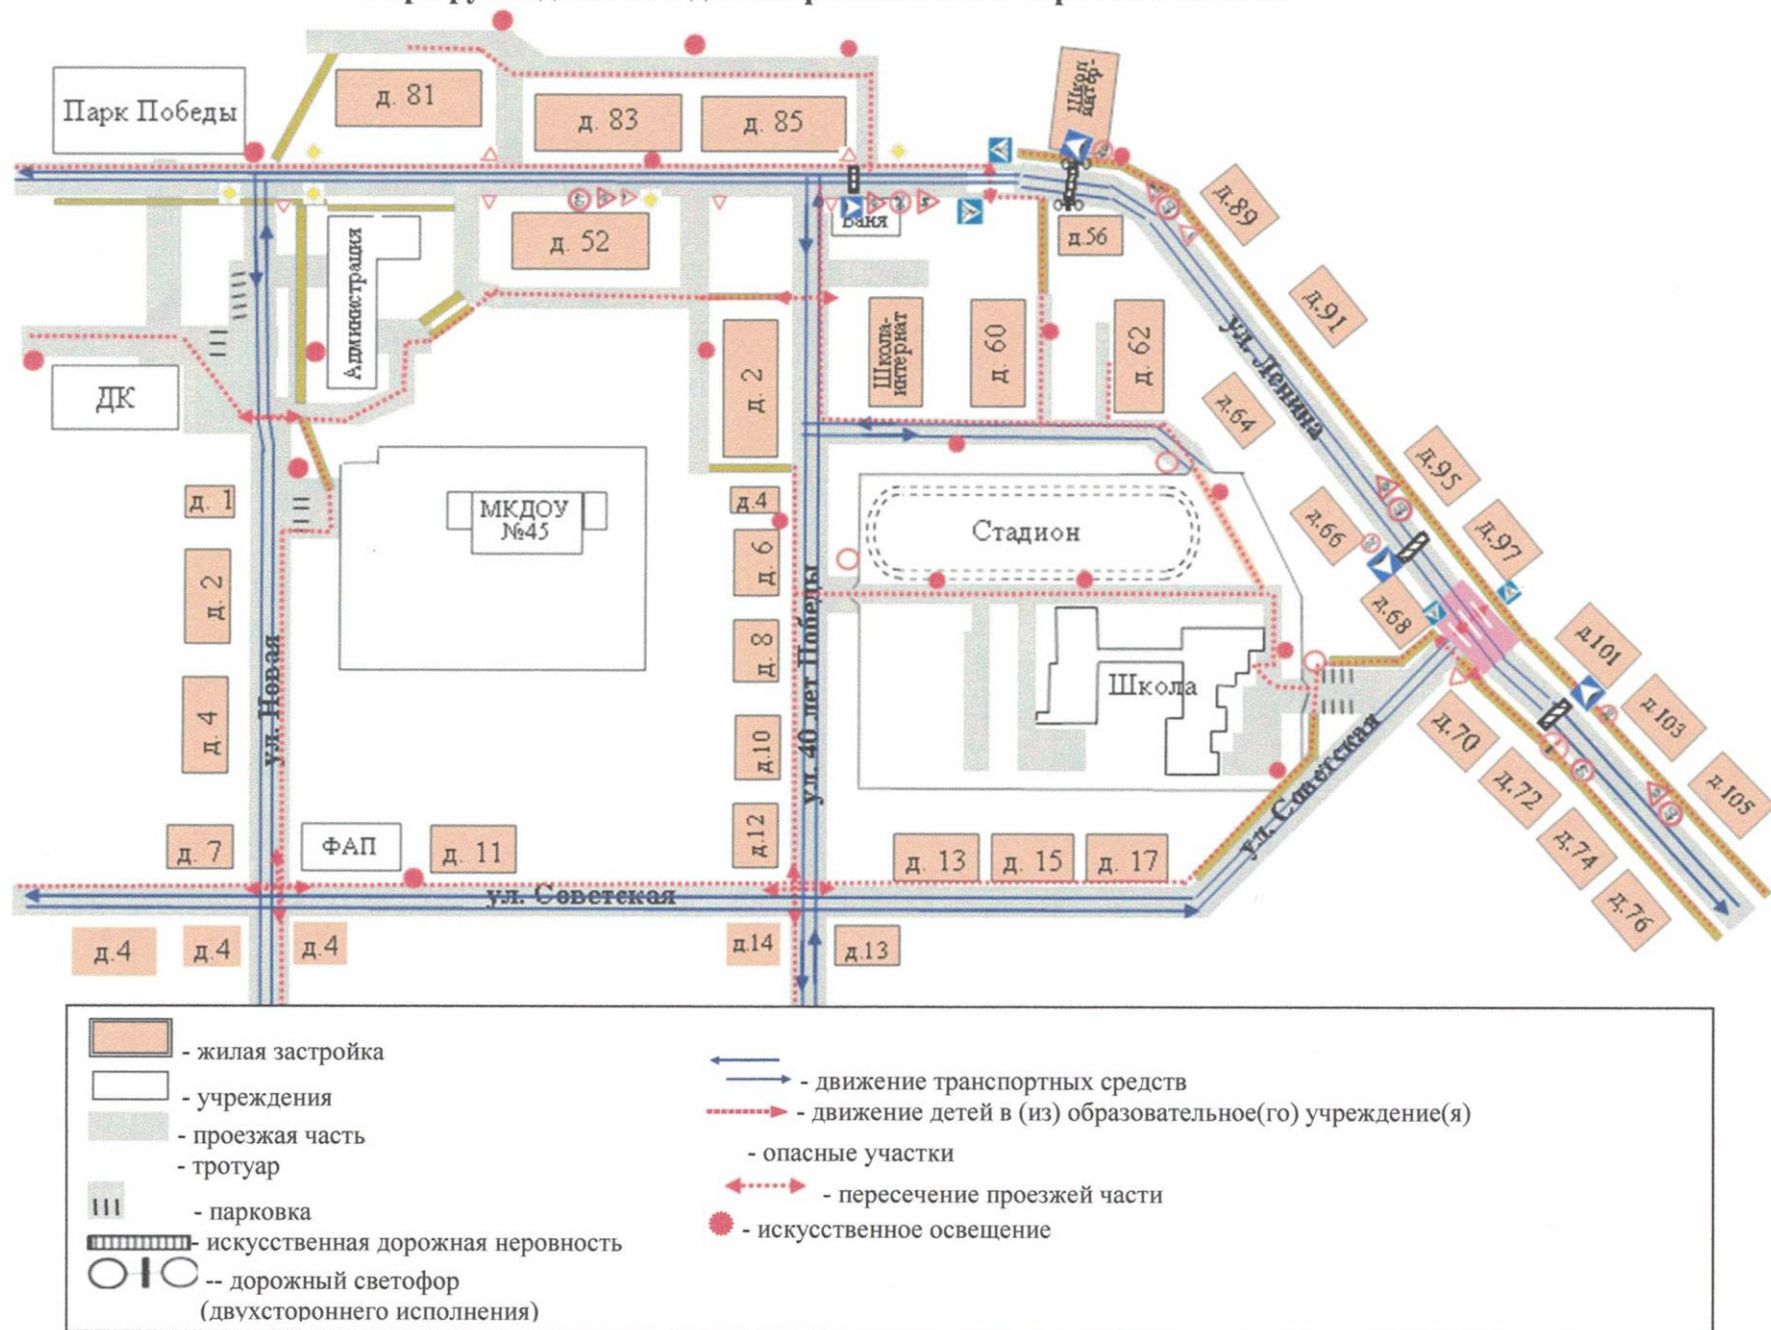 Парк Победы
д. 81
д. 83
д. 85
Школ
интер-
д. 52
Баня
д.56
д.89
Администрация
д.91
ДК
д. 2
Школа-
интернат
д. 60
д. 62
ул. Ленина
д.64
д.95
д. 1
МКДОУ
№45
д.4
Стадион
д.66
д.97
д. 2
д. 6
д.68
д.101
ул. Новая
д. 8
ул. 40 лет Победы
Школа
д.103
д. 4
д.10
д.70
д.105
ул. Советская
д.72
д. 7
ФАП
д. 11
д.12
д. 13
д. 15
д. 17
д.74
ул. Советская
д.76
д.4
д.4
д.4
д.14
д.13
- жилая застройка
- учреждения
- проезжая часть
- тротуар
- парковка
- искусственная дорожная неровность
-- дорожный светофор
(двухстороннего исполнения)
- движение транспортных средств
- движение детей в (из) образовательное(го) учреждение(я)
- опасные участки
- пересечение проезжей части
- искусственное освещение